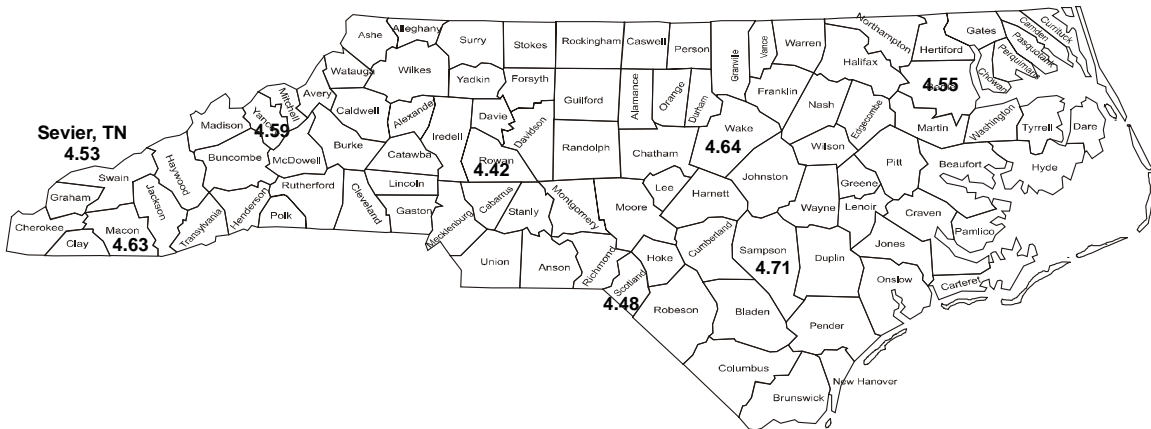 Ashe
Alleghany
Surry
Stokes
Rockingham
Caswell
Person
Granville
Vance
Warren
Northampton
Hertford
Gates
Camden
Currituck
Pasquotank
Perquimans
Chowan
Halifax
4.55
Watauga
Wilkes
Yadkin
Forsyth
Guilford
Alamance
Orange
Durham
Franklin
Nash
Edgecombe
Martin
Washington
Tyrrell
Dare
Avery
Mitchell
4.59
Madison
Caldwell
Alexander
Iredell
Davie
Davidson
Randolph
Chatham
Wake
4.64
Wilson
Pitt
Beaufort
Hyde
Sevier, TN
4.53
Swain
Haywood
Buncombe
McDowell
Burke
Catawba
Rowan
4.42
Lee
Harnett
Johnston
Greene
Wayne
Lenoir
Craven
Pamlico
Graham
Cherokee
Clay
Macon
4.63
Jackson
Transylvania
Henderson
Polk
Rutherford
Cleveland
Lincoln
Gaston
Mecklenburg
Cabarrus
Stanly
Montgomery
Moore
Cumberland
Sampson
4.71
Duplin
Jones
Onslow
Carteret
Union
Anson
Richmond
Scotland
4.48
Hoke
Robeson
Bladen
Pender
Columbus
Brunswick
New Hanover